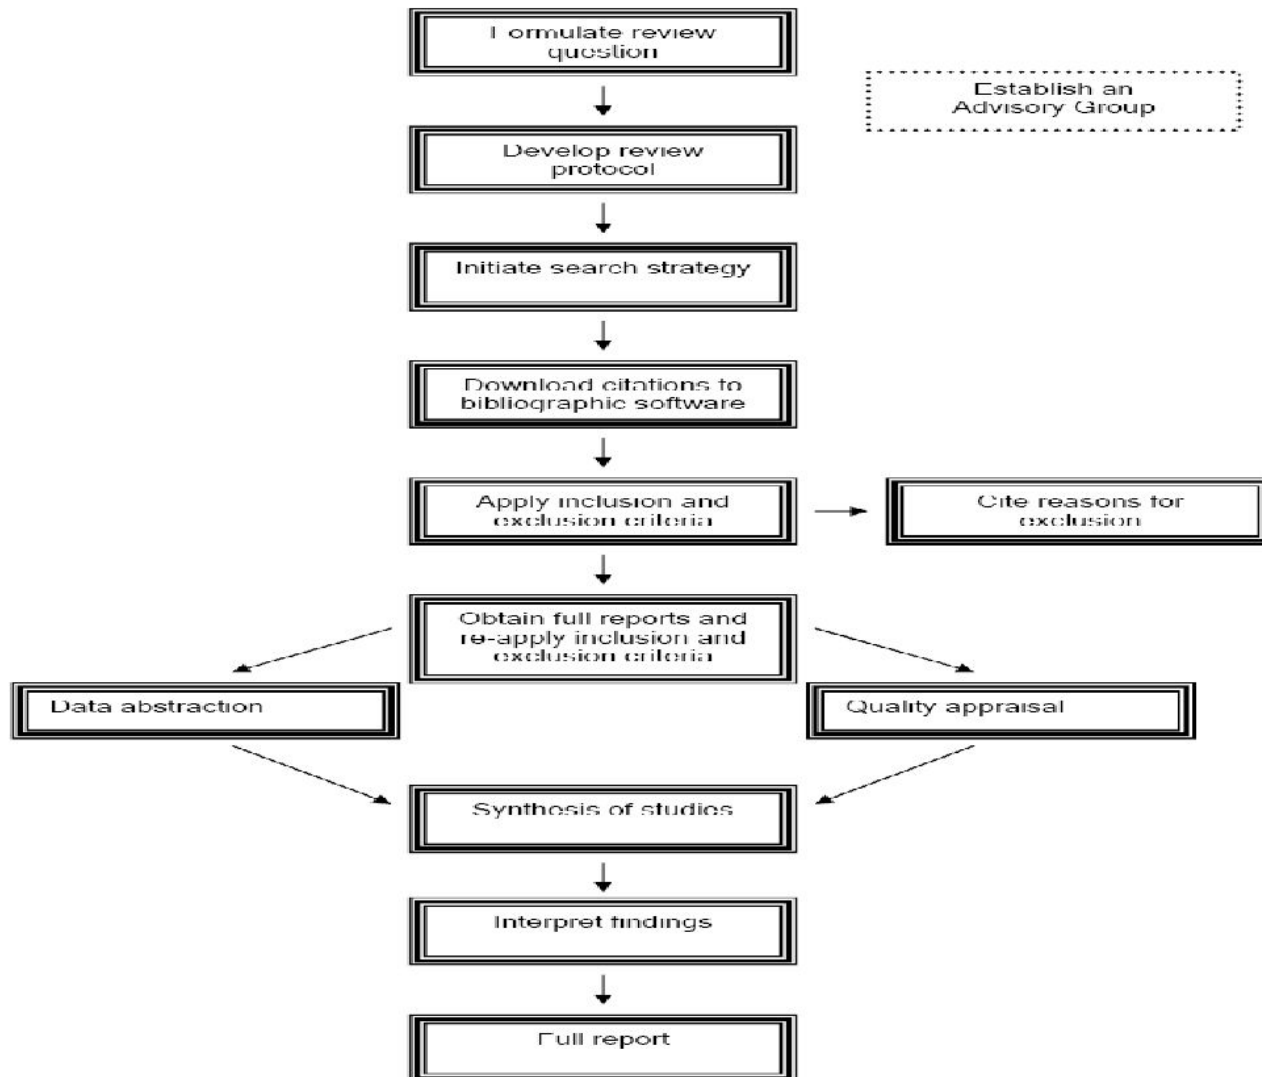 Formulate review
question
Establish an
Advisory Group
Develop review
protocol
Initiate search strategy
Download citations to
bibliographic software
Apply inclusion and
exclusion criteria
Cite reasons for
exclusion
Obtain full reports and
re-apply inclusion and
exclusion criteria
Data abstraction
Quality appraisal
Synthesis of studies
Interpret findings
Full report